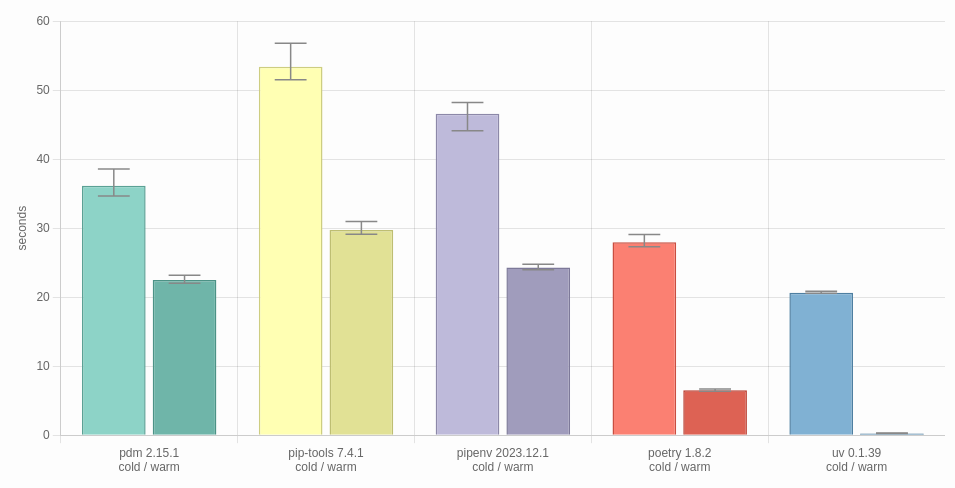 60
50
40
30
20
10
0
seconds
pdm 2.15.1
cold / warm
pip-tools 7.4.1
cold / warm
pipenv 2023.12.1
cold / warm
poetry 1.8.2
cold / warm
uv 0.1.39
cold / warm